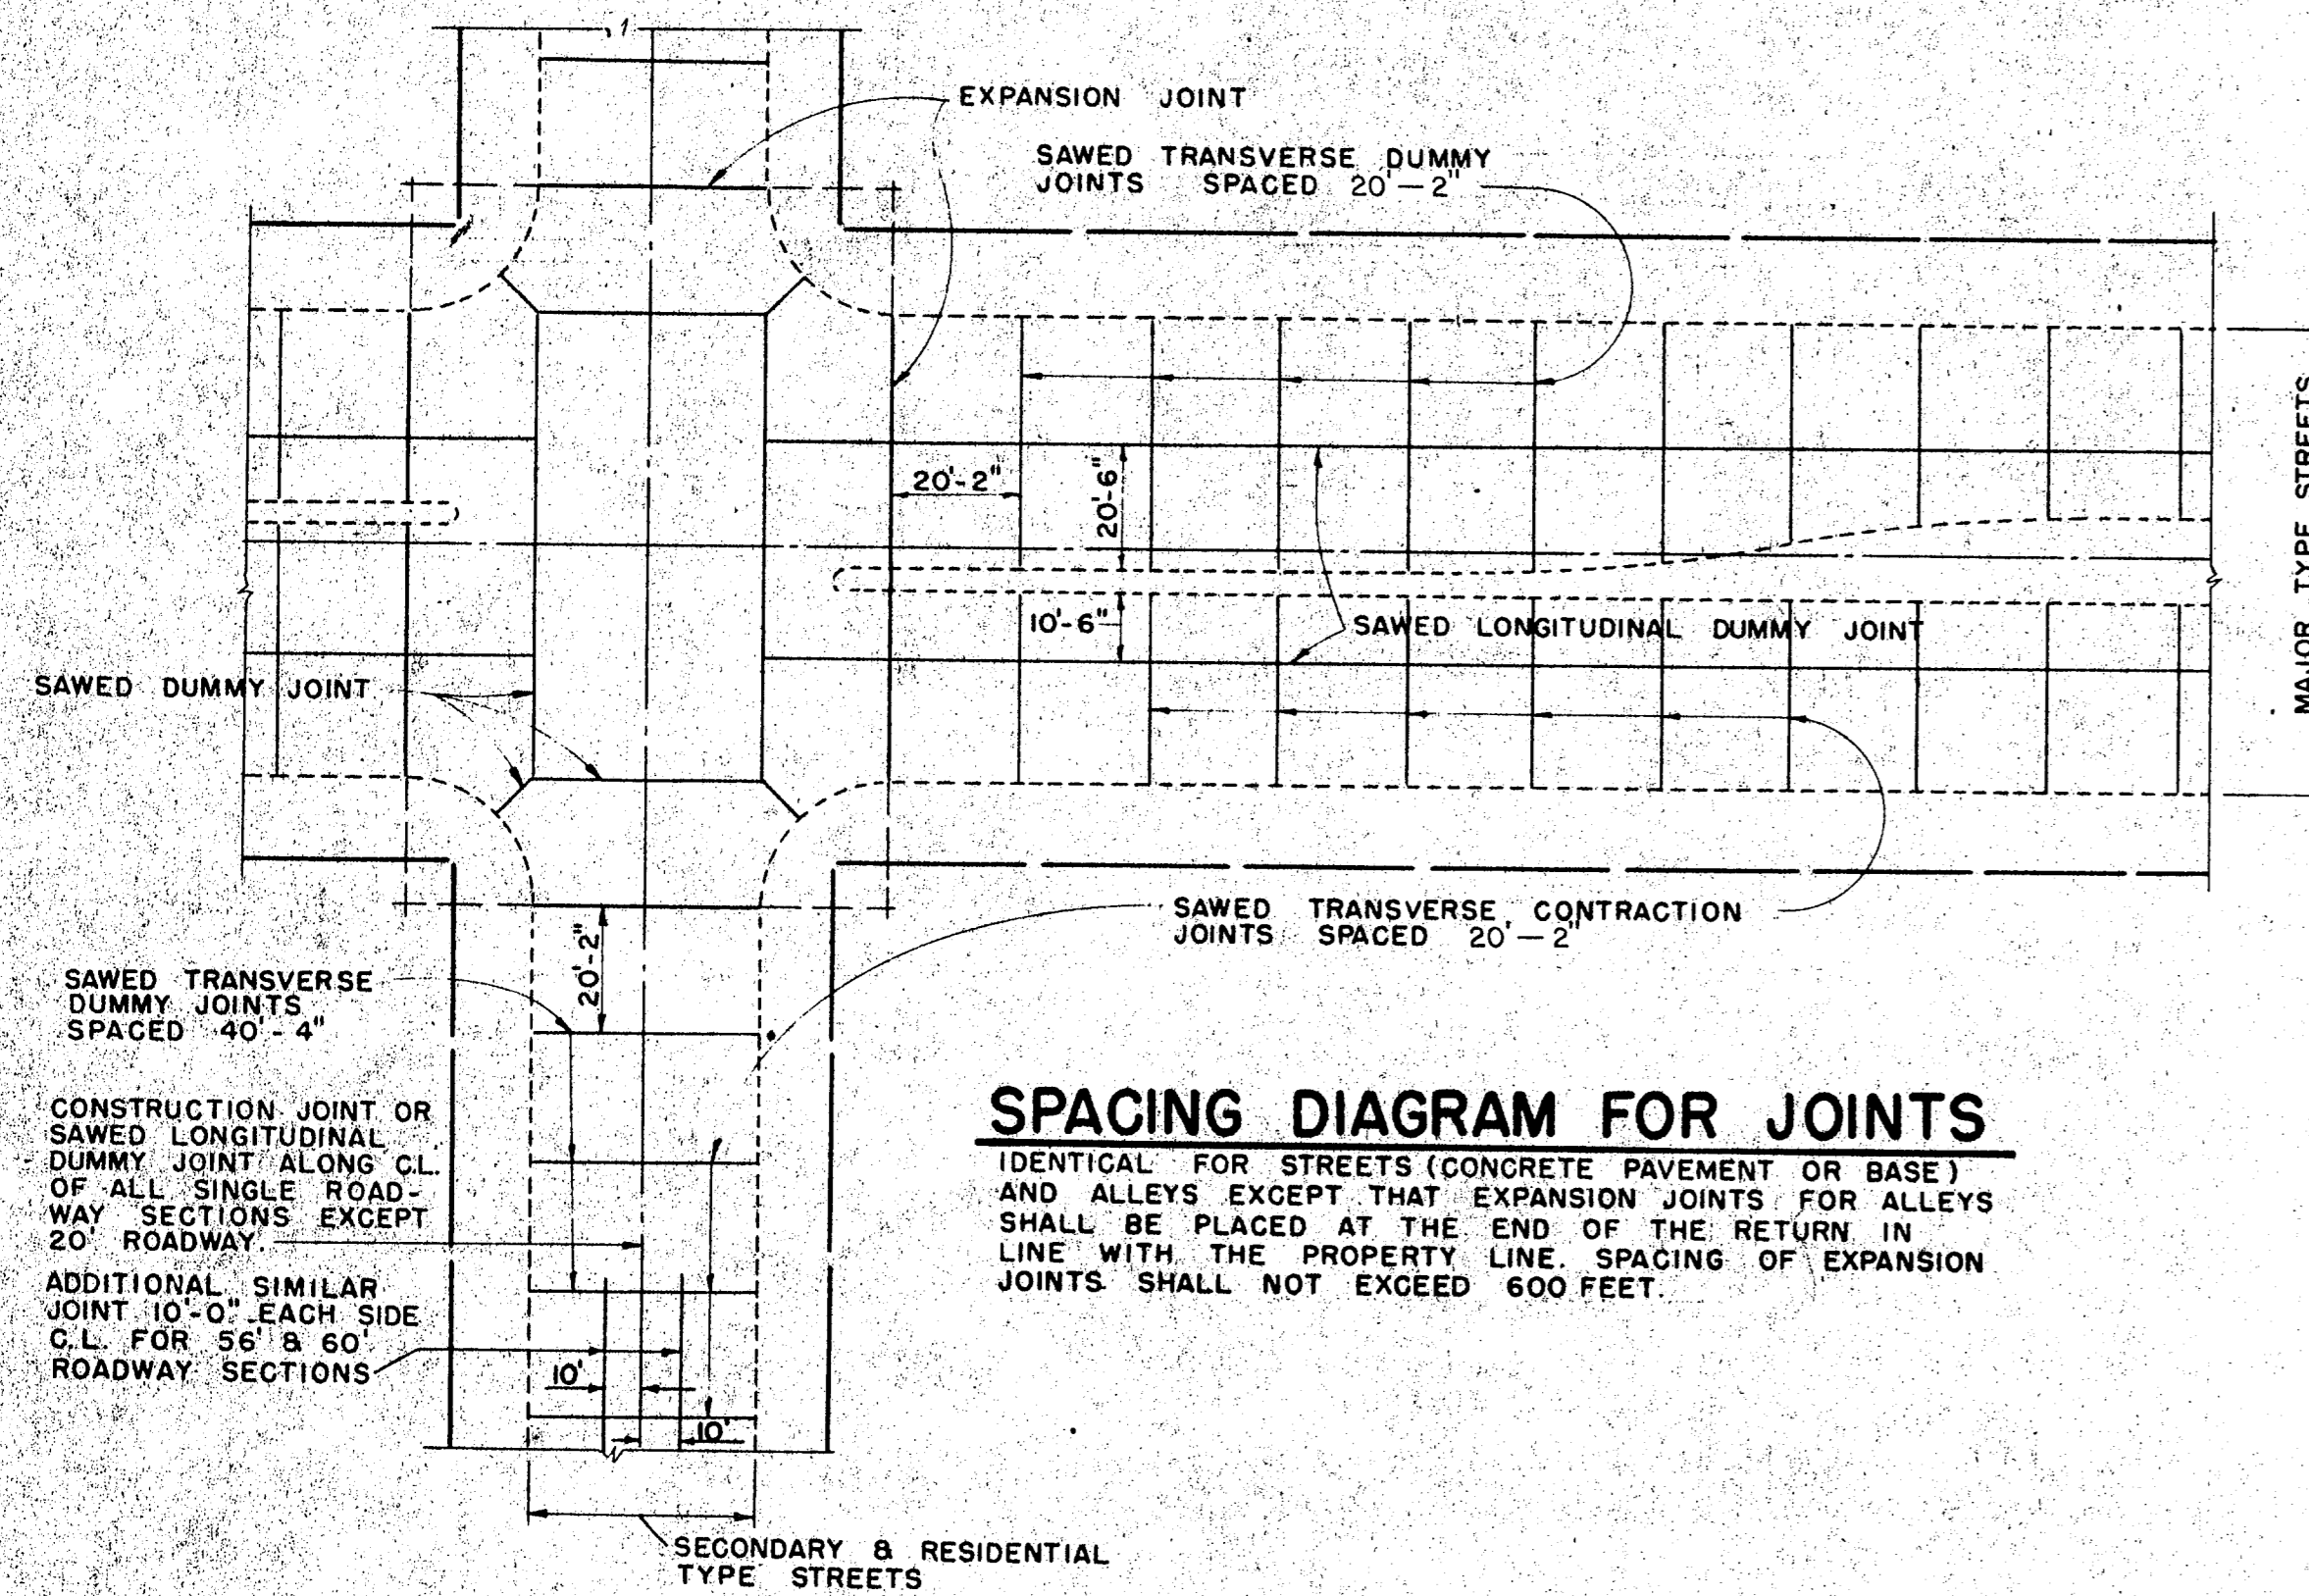 EXPANSION JOINT
SAWED TRANSVERSE DUMMY
JOINTS SPACED 20'—2"
20'-2"
20'-6"
10'-6"
SAWED LONGITUDINAL DUMMY JOINT
MAJOR TYPE STREETS
SAWED DUMMY JOINT
SAWED TRANSVERSE CONTRACTION
JOINTS SPACED 20'—2"
20'-2"
SAWED TRANSVERSE
DUMMY JOINTS
SPACED 40'-4"
CONSTRUCTION JOINT OR
SAWED LONGITUDINAL
DUMMY JOINT ALONG C.L.
OF ALL SINGLE ROAD-
WAY SECTIONS EXCEPT
20' ROADWAY.
ADDITIONAL SIMILAR
JOINT 10'-0" EACH SIDE
C.L. FOR 56' & 60'
ROADWAY SECTIONS
10'
10'
SPACING DIAGRAM FOR JOINTS
IDENTICAL FOR STREETS (CONCRETE PAVEMENT OR BASE)
AND ALLEYS EXCEPT THAT EXPANSION JOINTS FOR ALLEYS
SHALL BE PLACED AT THE END OF THE RETURN IN
LINE WITH THE PROPERTY LINE. SPACING OF EXPANSION
JOINTS SHALL NOT EXCEED 600 FEET.
SECONDARY & RESIDENTIAL
TYPE STREETS